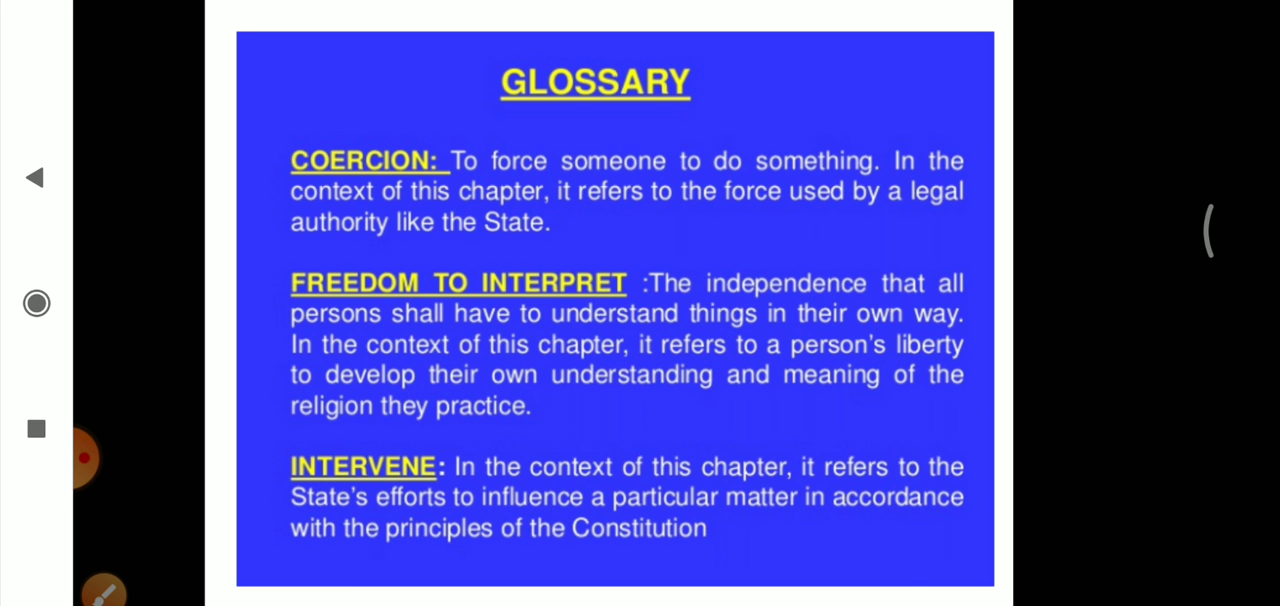 GLOSSARY
COERCION: To force someone to do something. In the
context of this chapter, it refers to the force used by a legal
authority like the State.
FREEDOM TO INTERPRET :The independence that all
persons shall have to understand things in their own way.
In the context of this chapter, it refers to a person's liberty
to develop their own understanding and meaning of the
religion they practice.
INTERVENE: In the context of this chapter, it refers to the
State's efforts to influence a particular matter in accordance
with the principles of the Constitution